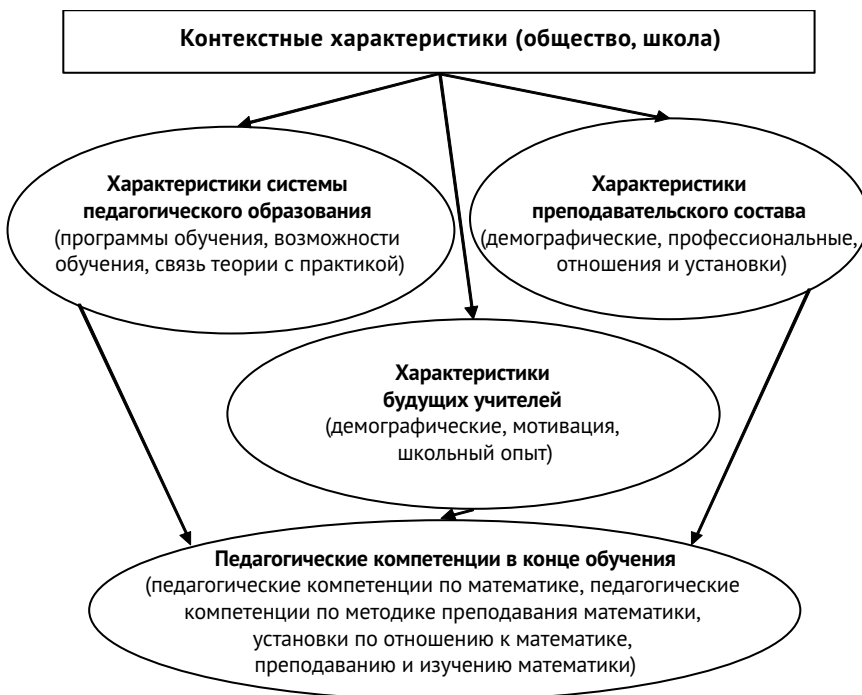 Контекстные характеристики (общество, школа)
Характеристики системы
педагогического образования
(программы обучения, возможности
обучения, связь теории с практикой)
Характеристики
преподавательского состава
(демографические, профессиональные,
отношения и установки)
Характеристики
будущих учителей
(демографические, мотивация,
школьный опыт)
Педагогические компетенции в конце обучения
(педагогические компетенции по математике, педагогические
компетенции по методике преподавания математики,
установки по отношению к математике,
преподаванию и изучению математики)